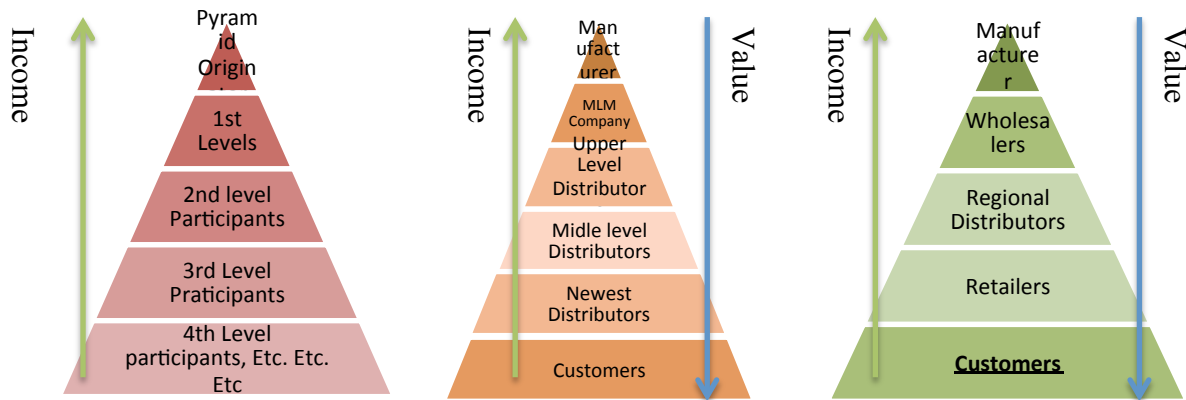 Income
Pyram
id
Origin
1st
Levels
2nd level
Participants
3rd Level
Praticipants
4th Level
participants, Etc. Etc.
Etc
Income
Man
ufact
urer
MLM
Company
Upper
Level
Distributor
Midle level
Distributors
Newest
Distributors
Customers
Value
Income
Manuf
acture
r
Wholesa
lers
Regional
Distributors
Retailers
Customers
Value